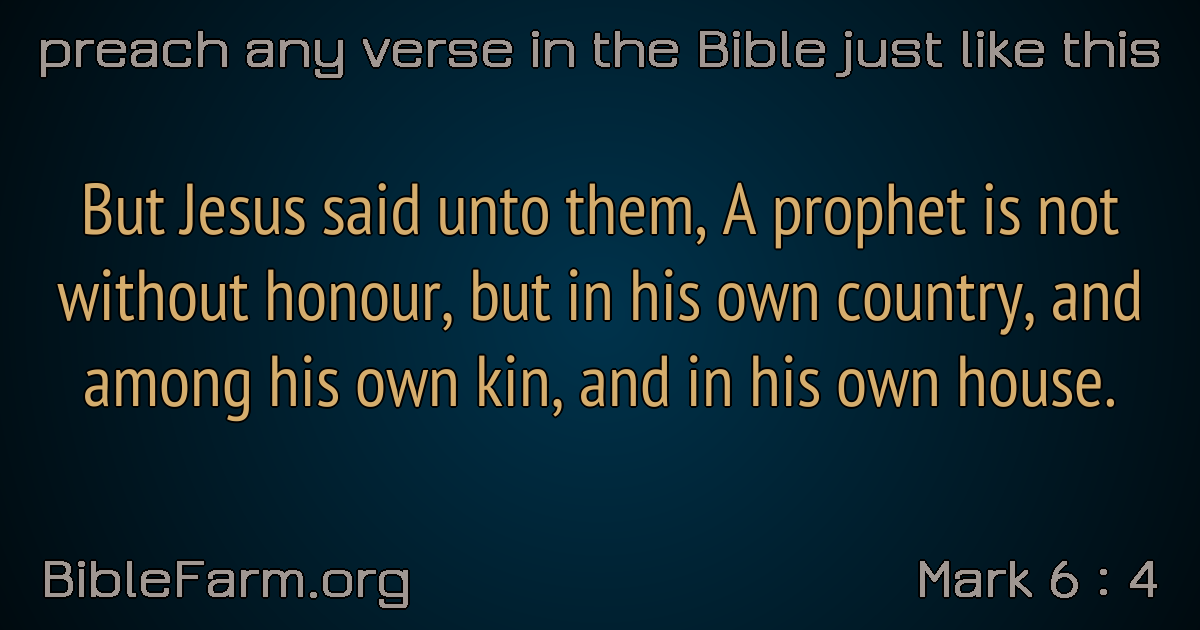 preach any verse in the Bible just like this
But Jesus said unto them, A prophet is not
without honour, but in his own country, and
among his own kin, and in his own house.
BibleFarm.org
Mark 6 : 4